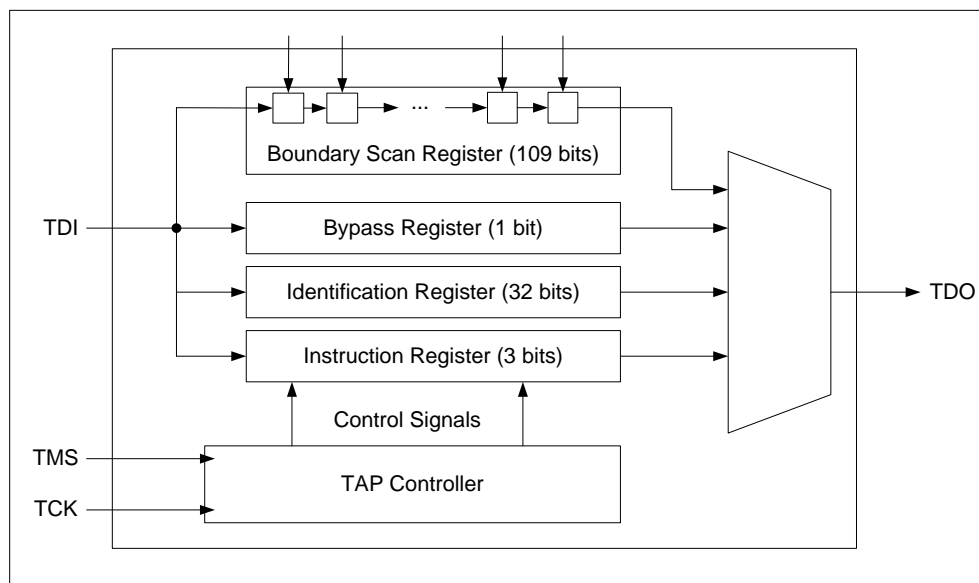 ...
Boundary Scan Register (109 bits)
TDI
Bypass Register (1 bit)
Identification Register (32 bits)
TDO
Instruction Register (3 bits)
Control Signals
TMS
TAP Controller
TCK